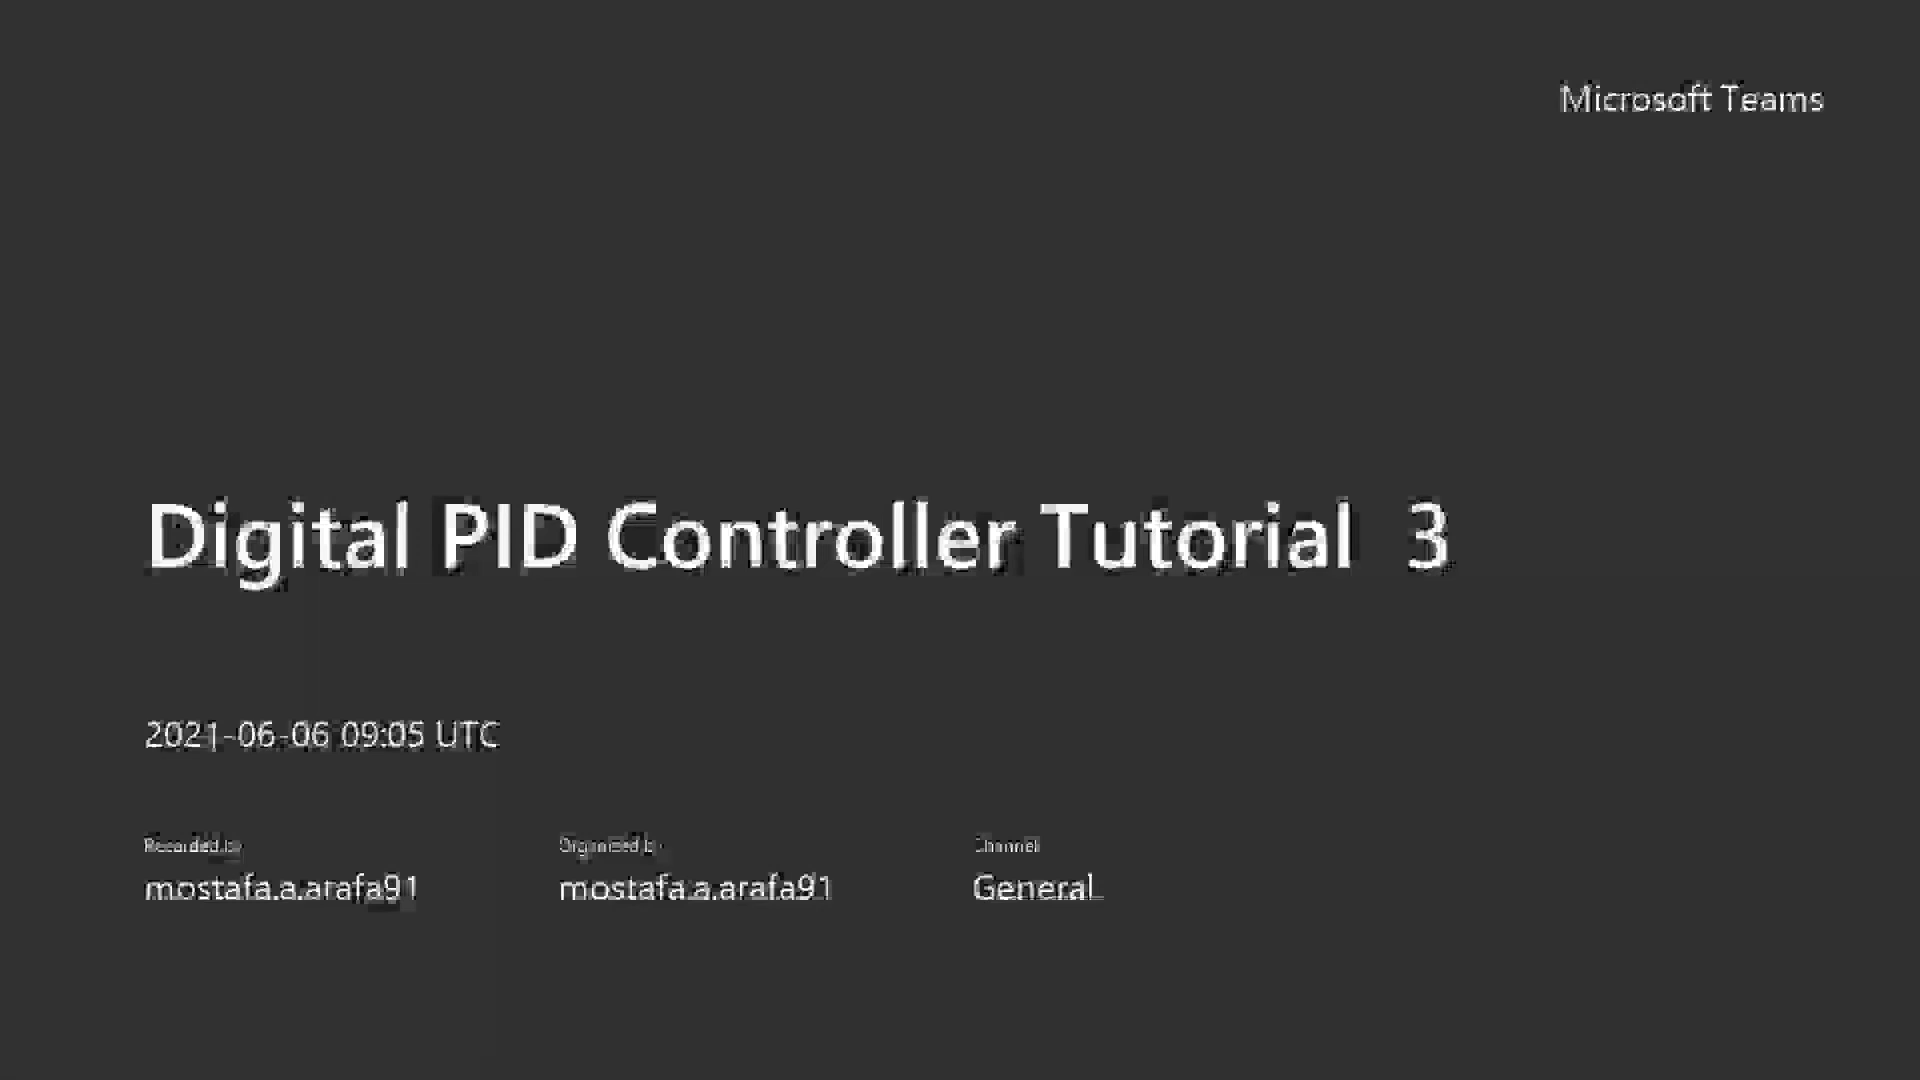 Microsoft Teams
Digital PID Controller Tutorial 3
2021-06-06 09:05 UTC
Recorded by Organized by Channel
mostafa.a.arafa91 mostafa.a.arafa91 General